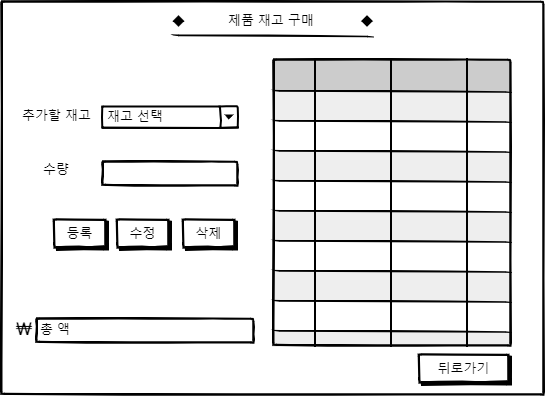 제품 재고 구매
추가할 재고
재고 선택
수량
등록
수정
삭제
₩
총 액
뒤로가기